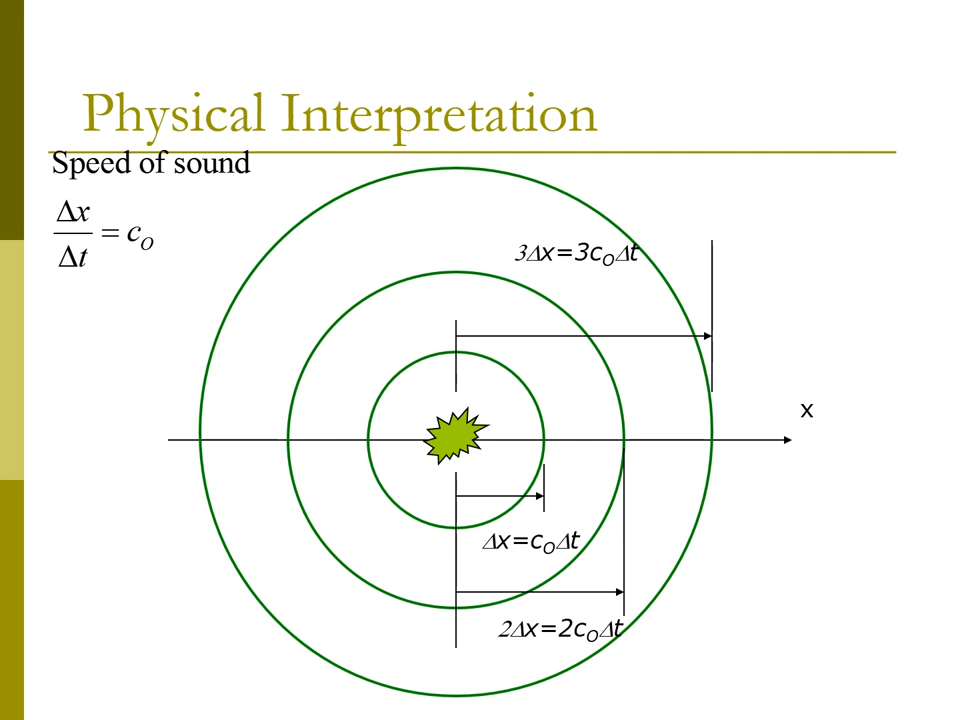 Physical Interpretation
Speed of sound
Δx/Δt = c_O
3Δx=3c_OΔt
x
Δx=c_OΔt
2Δx=2c_OΔt